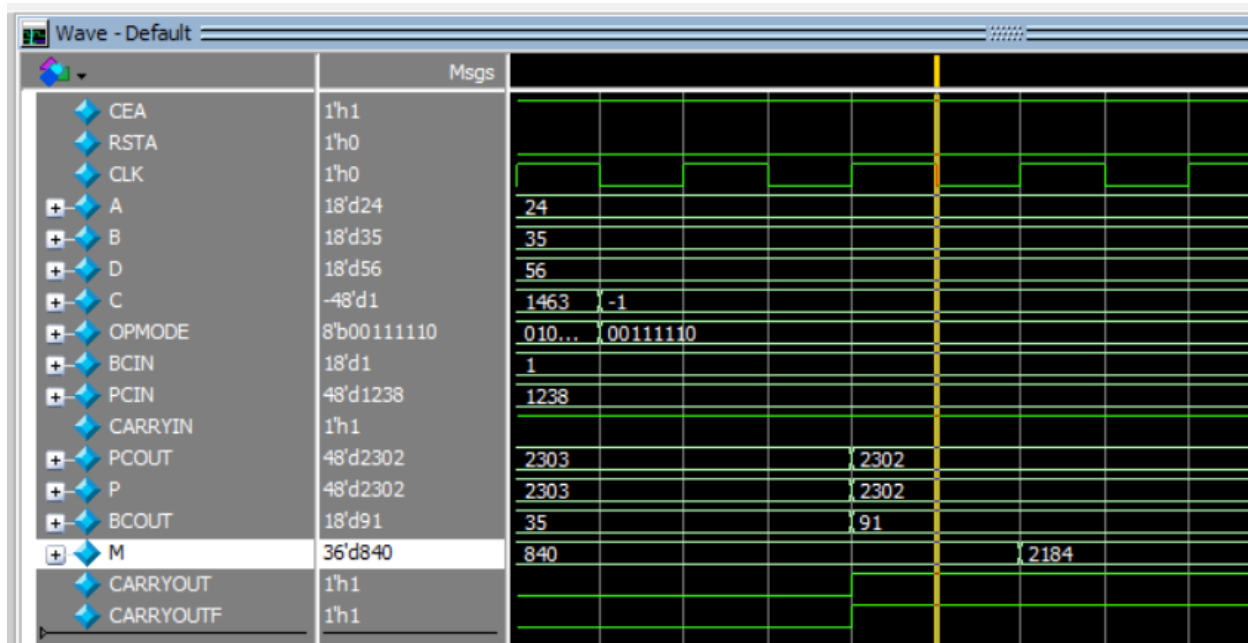 Wave - Default
Msgs
CEA 1'h1
RSTA 1'h0
CLK 1'h0
A 18'd24 24
B 18'd35 35
D 18'd56 56
C -48'd1 1463 -1
OPMODE 8'b00111110 010... 00111110
BCIN 18'd1 1
PCIN 48'd1238 1238
CARRYIN 1'h1
PCOUT 48'd2302 2303 2302
P 48'd2302 2303 2302
BCOUT 18'd91 35 91
M 36'd840 840 2184
CARRYOUT 1'h1
CARRYOUTF 1'h1